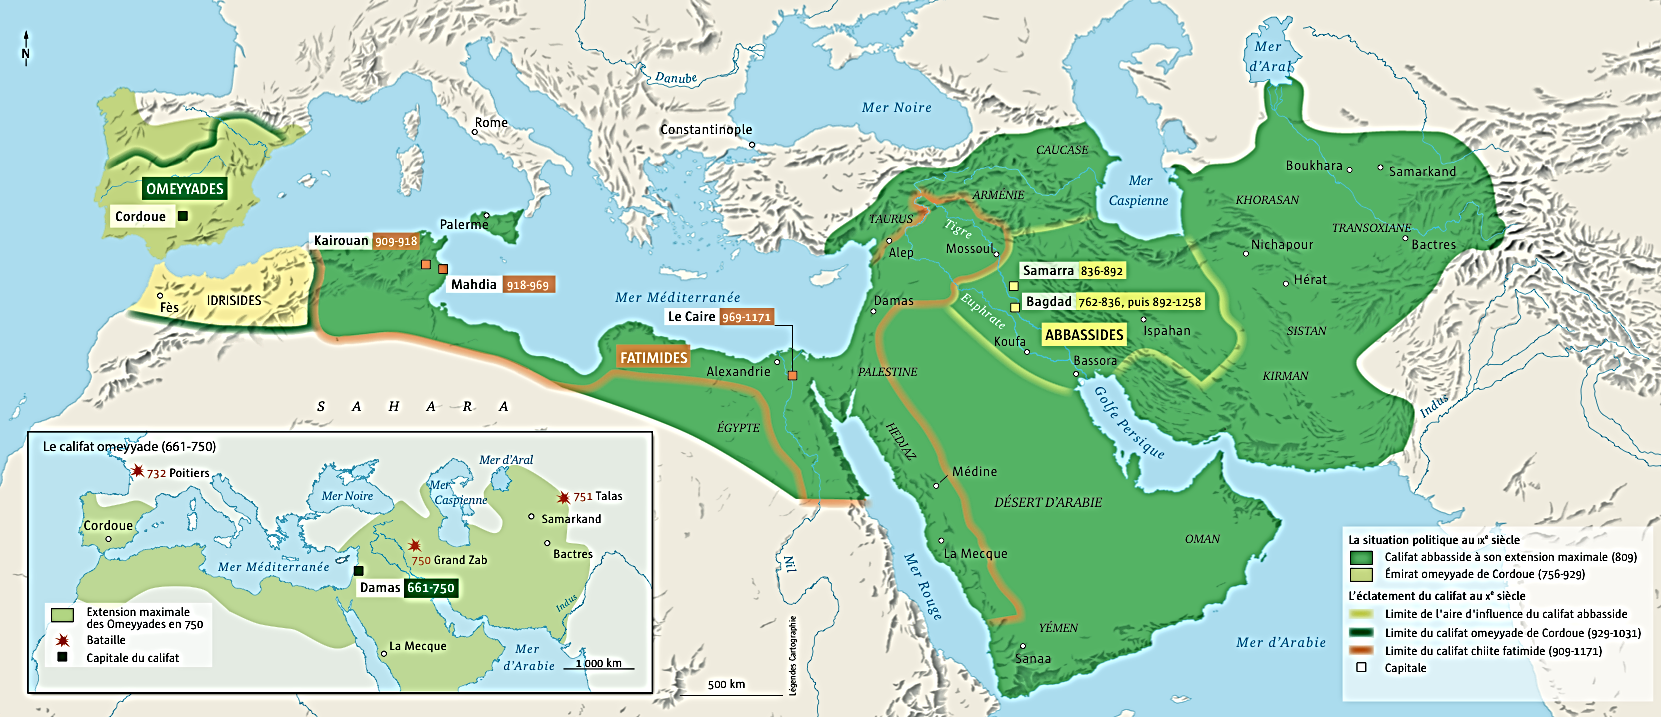 N
Danube
Mer Noire
Mer
d'Aral
Rome
Constantinople
CAUCASE
Mer
Caspienne
Boukhara
Samarkand
OMEYYADES
Cordoue
ARMÉNIE
KHORASAN
TAURUS
Palerme
Tigre
TRANSOXIANE
Bactres
Kairouan 909-918
Mossoul
Nichapour
Alep
Samarra 836-892
Hérat
Mahdia 918-969
Fès
IDRISIDES
Mer Méditerranée
Damas
Bagdad 762-836, puis 892-1258
Le Caire 969-1171
Euphrate
ABBASSIDES
Ispahan
SISTAN
Koufa
FATIMIDES
Alexandrie
PALESTINE
Bassora
KIRMAN
SAHARA
Golfe Persique
Indus
ÉGYPTE
HEDJAZ
Médine
DÉSERT D'ARABIE
La Mecque
OMAN
Nil
Mer Rouge
YÉMEN
Sanaa
Mer d'Arabie
Le califat omeyyade (661-750)
732 Poitiers
Mer d'Aral
Mer Noire
Mer
Caspienne
751 Talas
Cordoue
Samarkand
750 Grand Zab
Bactres
Mer Méditerranée
Damas 661-750
Indus
Extension maximale
des Omeyyades en 750
Bataille
Capitale du califat
La Mecque
Mer
d'Arabie
1 000 km
500 km
Légendes Cartographie
La situation politique au IXe siècle
Califat abbasside à son extension maximale (809)
Émirat omeyyade de Cordoue (756-929)
L'éclatement du califat au Xe siècle
Limite de l'aire d'influence du califat abbasside
Limite du califat omeyyade de Cordoue (929-1031)
Limite du califat chiite fatimide (909-1171)
Capitale